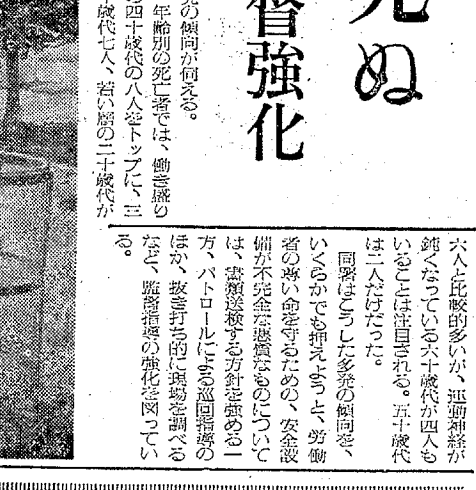 死ぬ
督強化
発の傾向が伺える。
年齢別の死亡者では、働き盛り
の四十歳代の八人をトップに、三
十歳代七人、若い層の二十歳代が
六人と比較的多いが、運動神経が
鈍くなっている六十歳代が四人も
いることは注目される。五十歳代
は二人だけだった。
同署はこうした多発の傾向を、
いくらかでも押えようと、労働
者の尊い命を守るための、安全設
備が不完全な悪質なものについて
は、書類送検する方針を強める一
方、パトロールによる巡回指導の
ほか、抜き打ち的に現場を調べる
など、監督指導の強化を図ってい
る。